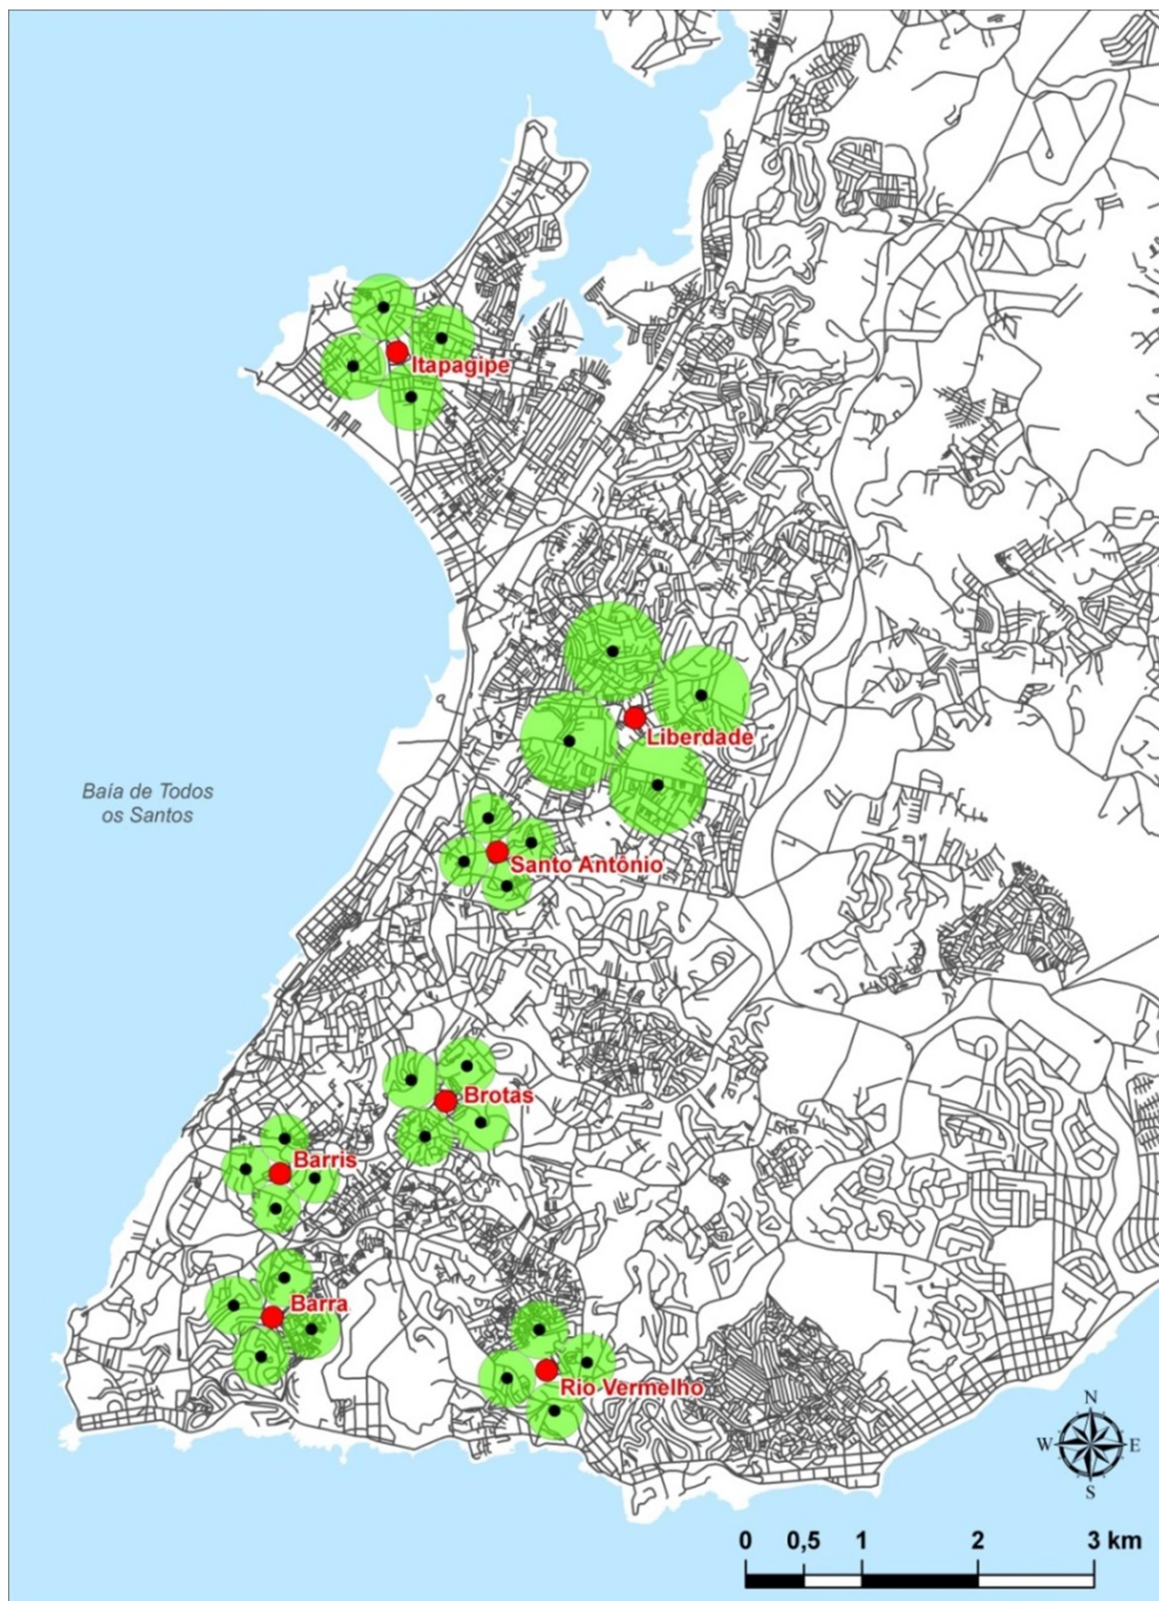 Itapagipe
Liberdade
Baía de Todos
os Santos
Santo Antônio
Brotas
Barris
Barra
Rio Vermelho
N
W E
S
0 0,5 1 2 3 km